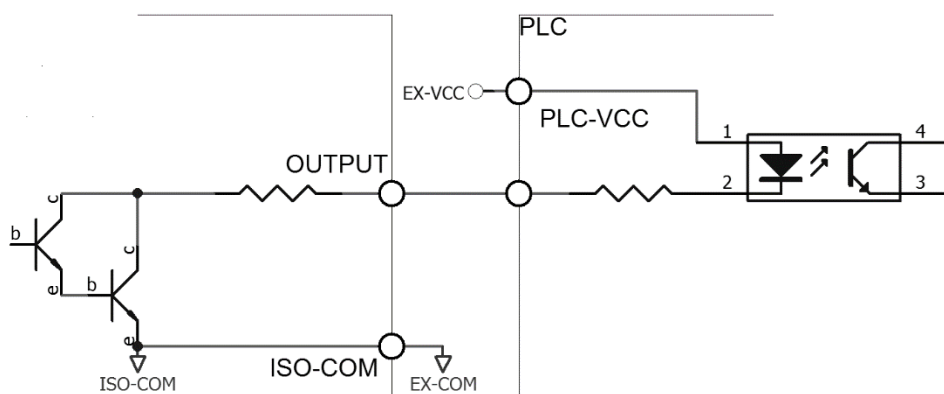 PLC
EX-VCC
PLC-VCC
1
4
OUTPUT
2
3
c
b
e
c
b
e
ISO-COM
ISO-COM
EX-COM